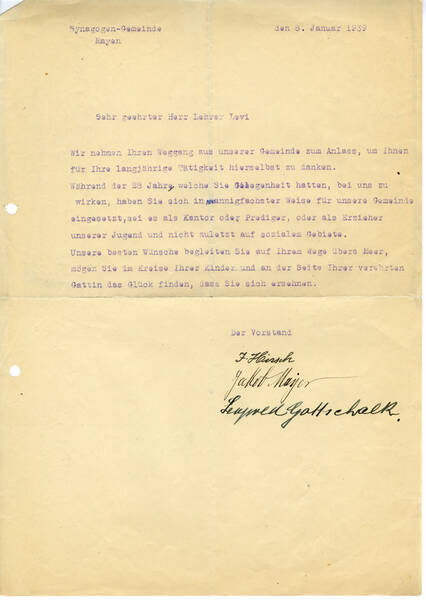 Synagogen-Gemeinde
Mayen
den 8. Januar 1939
Sehr geehrter Herr Lehrer Levi
Wir nehmen Ihren Weggang aus unserer Gemeinde zum Anlass, um Ihnen
für Ihre langjährige Tätigkeit hierselbst zu danken.
Während der 28 Jahre, welche Sie Gelegenheit hatten, bei uns zu
wirken, haben Sie sich in mannigfachster Weise für unsere Gemeinde
eingesetzt, sei es als Kantor oder Prediger, oder als Erzieher
unserer Jugend und nicht zuletzt auf sozialem Gebiete.
Unsere besten Wünsche begleiten Sie auf Ihrem Wege übers Meer,
mögen Sie im Kreise Ihrer Kinder und an der Seite Ihrer verehrten
Gattin das Glück finden, dass Sie sich ersehnen.
Der Vorstand
J Hirsch
Jakob Mayer
Leopold Gottschalk.